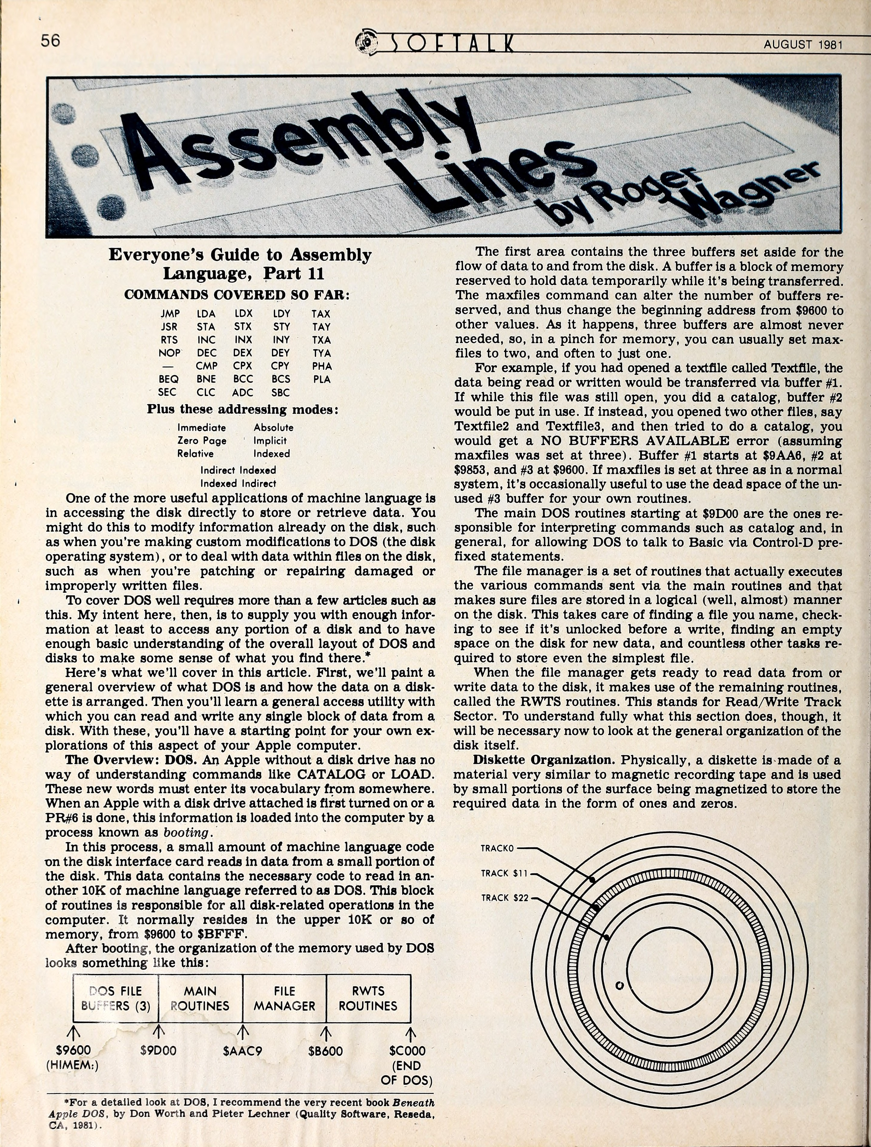 56
SOFTALK
AUGUST 1981
Assembly
Lines
by Roger
Wagner
Everyone's Guide to Assembly
Language, Part 11
COMMANDS COVERED SO FAR:
JMP LDA LDX LDY TAX
JSR STA STX STY TAY
RTS INC INX INY TXA
NOP DEC DEX DEY TYA
— CMP CPX CPY PHA
BEQ BNE BCC BCS PLA
SEC CLC ADC SBC
Plus these addressing modes:
Immediate Absolute
Zero Page Implicit
Relative Indexed
Indirect Indexed
Indexed Indirect
One of the more useful applications of machine language is
in accessing the disk directly to store or retrieve data. You
might do this to modify information already on the disk, such
as when you're making custom modifications to DOS (the disk
operating system), or to deal with data within files on the disk,
such as when you're patching or repairing damaged or
improperly written files.
To cover DOS well requires more than a few articles such as
this. My intent here, then, is to supply you with enough infor-
mation at least to access any portion of a disk and to have
enough basic understanding of the overall layout of DOS and
disks to make some sense of what you find there.*
Here's what we'll cover in this article. First, we'll paint a
general overview of what DOS is and how the data on a disk-
ette is arranged. Then you'll learn a general access utility with
which you can read and write any single block of data from a
disk. With these, you'll have a starting point for your own ex-
plorations of this aspect of your Apple computer.
The Overview: DOS. An Apple without a disk drive has no
way of understanding commands like CATALOG or LOAD.
These new words must enter its vocabulary from somewhere.
When an Apple with a disk drive attached is first turned on or a
PR#6 is done, this information is loaded into the computer by a
process known as booting.
In this process, a small amount of machine language code
on the disk interface card reads in data from a small portion of
the disk. This data contains the necessary code to read in an-
other 10K of machine language referred to as DOS. This block
of routines is responsible for all disk-related operations in the
computer. It normally resides in the upper 10K or so of
memory, from $9600 to $BFFF.
After booting, the organization of the memory used by DOS
looks something like this:
DOS FILE MAIN FILE RWTS
BUFFERS (3) ROUTINES MANAGER ROUTINES
$9600 $9D00 $AAC9 $B600 $C000
(HIMEM:) (END
OF DOS)
*For a detailed look at DOS, I recommend the very recent book Beneath
Apple DOS, by Don Worth and Pieter Lechner (Quality Software, Reseda,
CA, 1981).
The first area contains the three buffers set aside for the
flow of data to and from the disk. A buffer is a block of memory
reserved to hold data temporarily while it's being transferred.
The maxfiles command can alter the number of buffers re-
served, and thus change the beginning address from $9600 to
other values. As it happens, three buffers are almost never
needed, so, in a pinch for memory, you can usually set max-
files to two, and often to just one.
For example, if you had opened a textfile called Textfile, the
data being read or written would be transferred via buffer #1.
If while this file was still open, you did a catalog, buffer #2
would be put in use. If instead, you opened two other files, say
Textfile2 and Textfile3, and then tried to do a catalog, you
would get a NO BUFFERS AVAILABLE error (assuming
maxfiles was set at three). Buffer #1 starts at $9AA6, #2 at
$9853, and #3 at $9600. If maxfiles is set at three as in a normal
system, it's occasionally useful to use the dead space of the un-
used #3 buffer for your own routines.
The main DOS routines starting at $9D00 are the ones re-
sponsible for interpreting commands such as catalog and, in
general, for allowing DOS to talk to Basic via Control-D pre-
fixed statements.
The file manager is a set of routines that actually executes
the various commands sent via the main routines and that
makes sure files are stored in a logical (well, almost) manner
on the disk. This takes care of finding a file you name, check-
ing to see if it's unlocked before a write, finding an empty
space on the disk for new data, and countless other tasks re-
quired to store even the simplest file.
When the file manager gets ready to read data from or
write data to the disk, it makes use of the remaining routines,
called the RWTS routines. This stands for Read/Write Track
Sector. To understand fully what this section does, though, it
will be necessary now to look at the general organization of the
disk itself.
Diskette Organization. Physically, a diskette is made of a
material very similar to magnetic recording tape and is used
by small portions of the surface being magnetized to store the
required data in the form of ones and zeros.
TRACK0
TRACK $11
TRACK $22